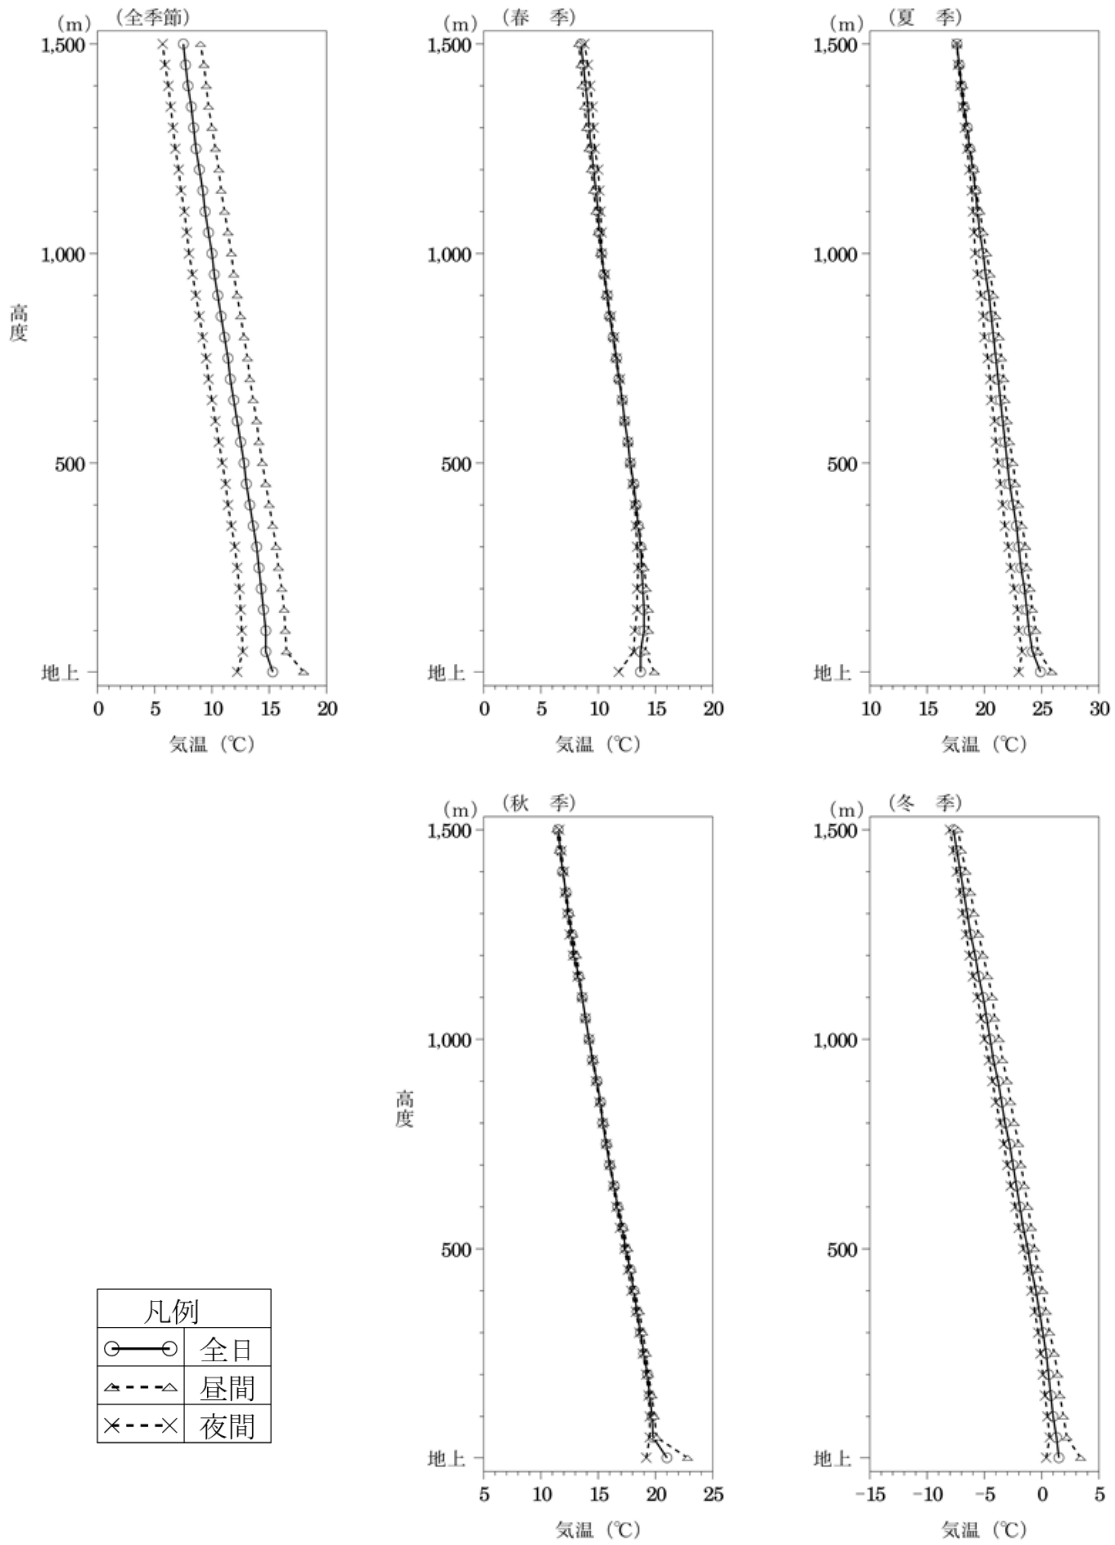 (m)
(全季節)
1,500
1,000
500
地上
0 5 10 15 20
気温(℃)
高度
(m)
(春 季)
1,500
1,000
500
地上
0 5 10 15 20
気温(℃)
(m)
(夏 季)
1,500
1,000
500
地上
10 15 20 25 30
気温(℃)
(m)
(秋 季)
1,500
1,000
500
地上
5 10 15 20 25
気温(℃)
高度
(m)
(冬 季)
1,500
1,000
500
地上
-15 -10 -5 0 5
気温(℃)
凡例
全日
昼間
夜間